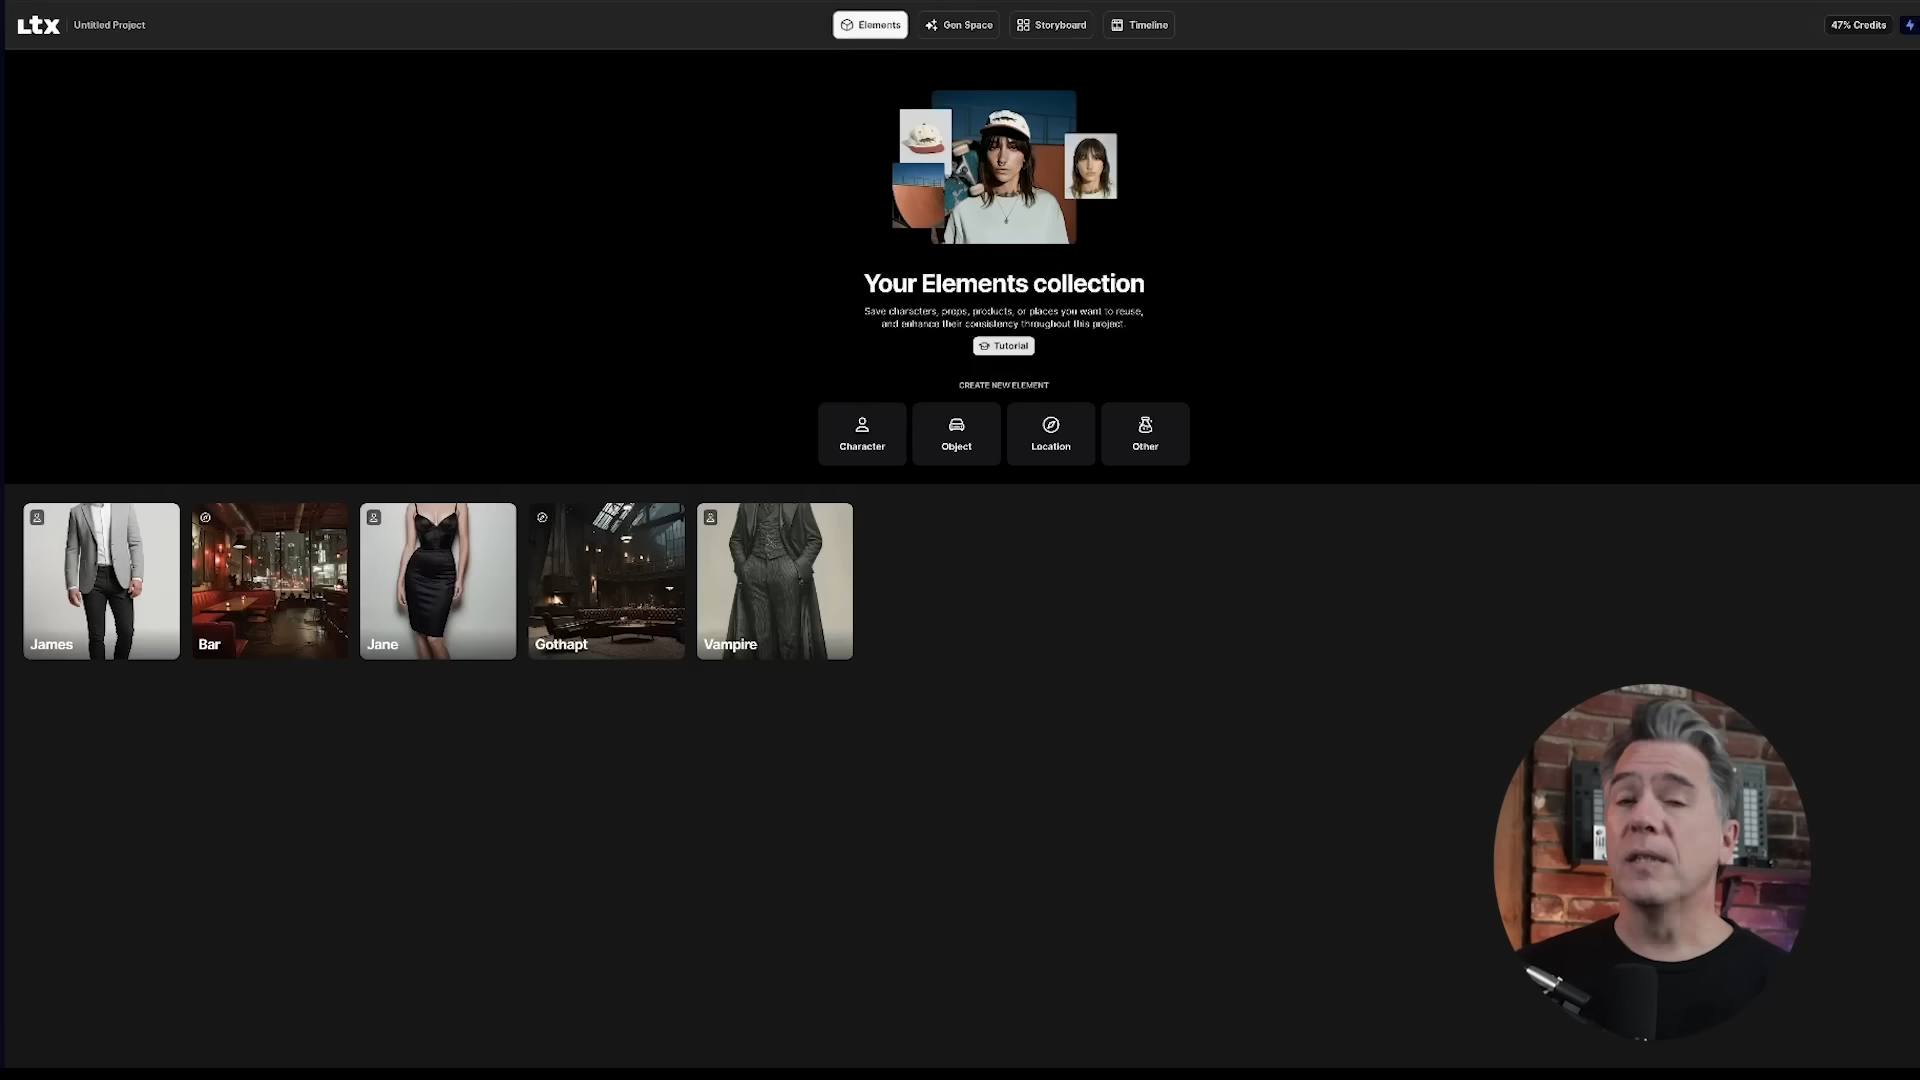 LTX
Untitled Project
Elements
Gen Space
Storyboard
Timeline
47% Credits
Your Elements collection
Save characters, props, products, or places you want to reuse,
and enhance their consistency throughout this project.
Tutorial
CREATE NEW ELEMENT
Character
Object
Location
Other
James
Bar
Jane
Gothapt
Vampire